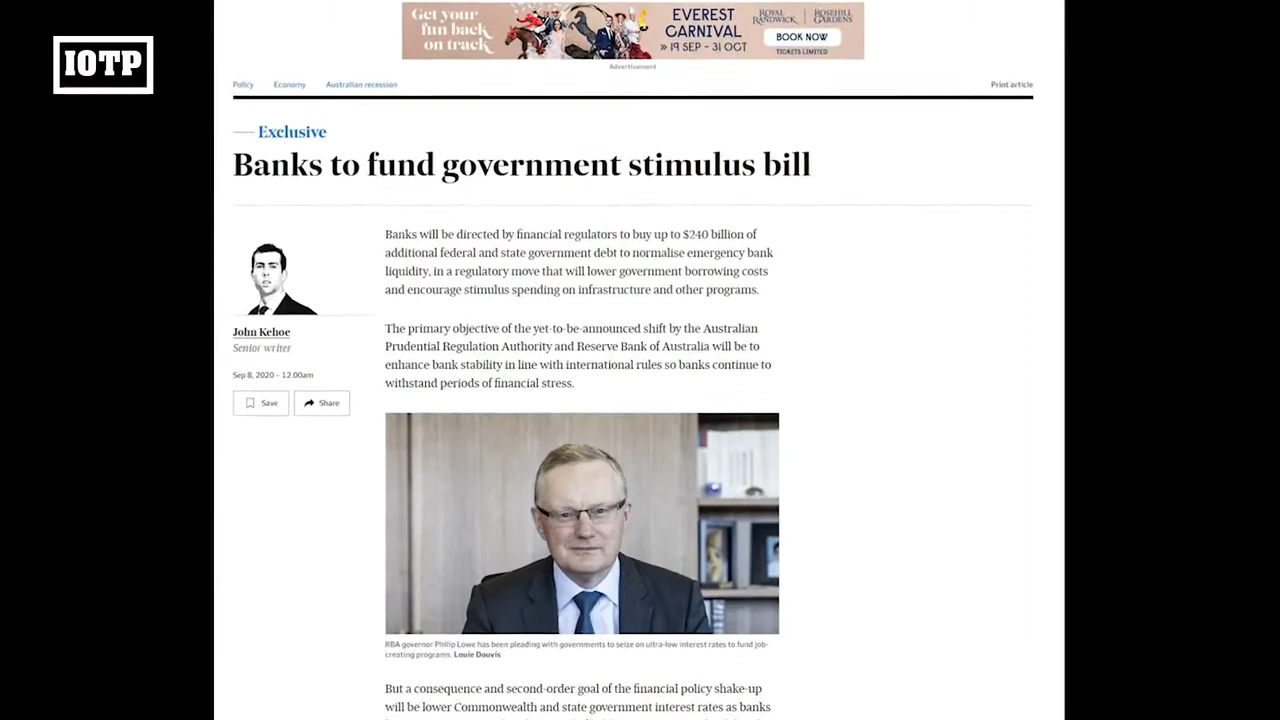 Get your
fun back
on track
EVEREST
CARNIVAL
» 19 SEP - 31 OCT
ROYAL
RANDWICK
ROSEHILL
GARDENS
BOOK NOW
TICKETS LIMITED
IOTP
Advertisement
Policy
Economy
Australian recession
Print article
Exclusive
Banks to fund government stimulus bill
Banks will be directed by financial regulators to buy up to $240 billion of
additional federal and state government debt to normalise emergency bank
liquidity, in a regulatory move that will lower government borrowing costs
and encourage stimulus spending on infrastructure and other programs.
John Kehoe
Senior writer
Sep 8, 2020 – 12.00am
Save
Share
The primary objective of the yet-to-be-announced shift by the Australian
Prudential Regulation Authority and Reserve Bank of Australia will be to
enhance bank stability in line with international rules so banks continue to
withstand periods of financial stress.
RBA governor Philip Lowe has been pleading with governments to seize on ultra-low interest rates to fund job-
creating programs. Louie Douvis
But a consequence and second-order goal of the financial policy shake-up
will be lower Commonwealth and state government interest rates as banks